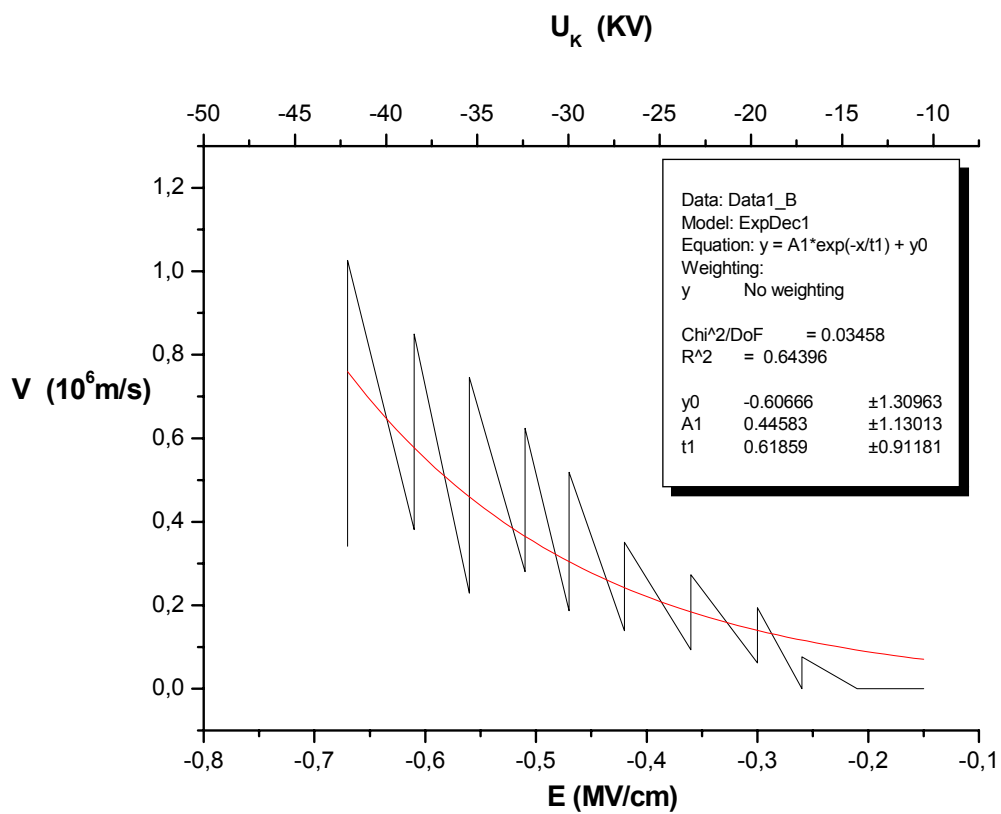 U_K (KV)
-50 -45 -40 -35 -30 -25 -20 -15 -10
1,2
1,0
0,8
0,6
0,4
0,2
0,0
V (10^6m/s)
Data: Data1_B
Model: ExpDec1
Equation: y = A1*exp(-x/t1) + y0
Weighting:
y No weighting
Chi^2/DoF = 0.03458
R^2 = 0.64396
y0 -0.60666 ±1.30963
A1 0.44583 ±1.13013
t1 0.61859 ±0.91181
-0,8 -0,7 -0,6 -0,5 -0,4 -0,3 -0,2 -0,1
E (MV/cm)